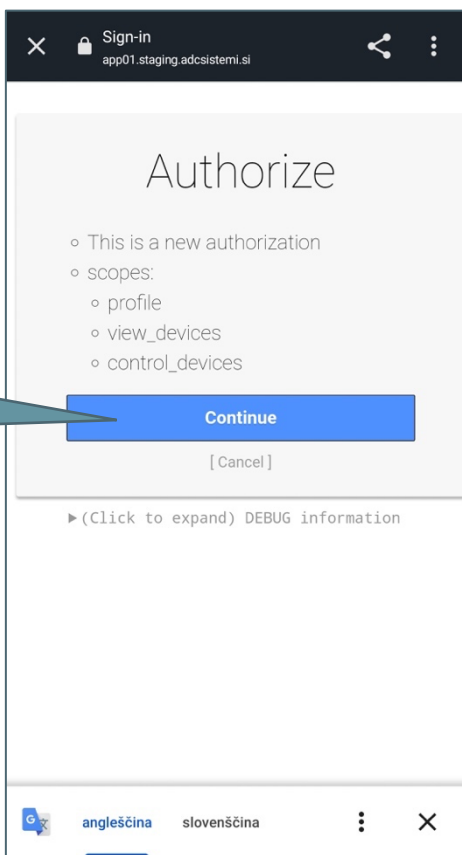 Sign-in
app01.staging.adcsistemi.si
Authorize
This is a new authorization
scopes:
profile
view_devices
control_devices
Continue
[ Cancel ]
(Click to expand) DEBUG information
angleščina slovenščina